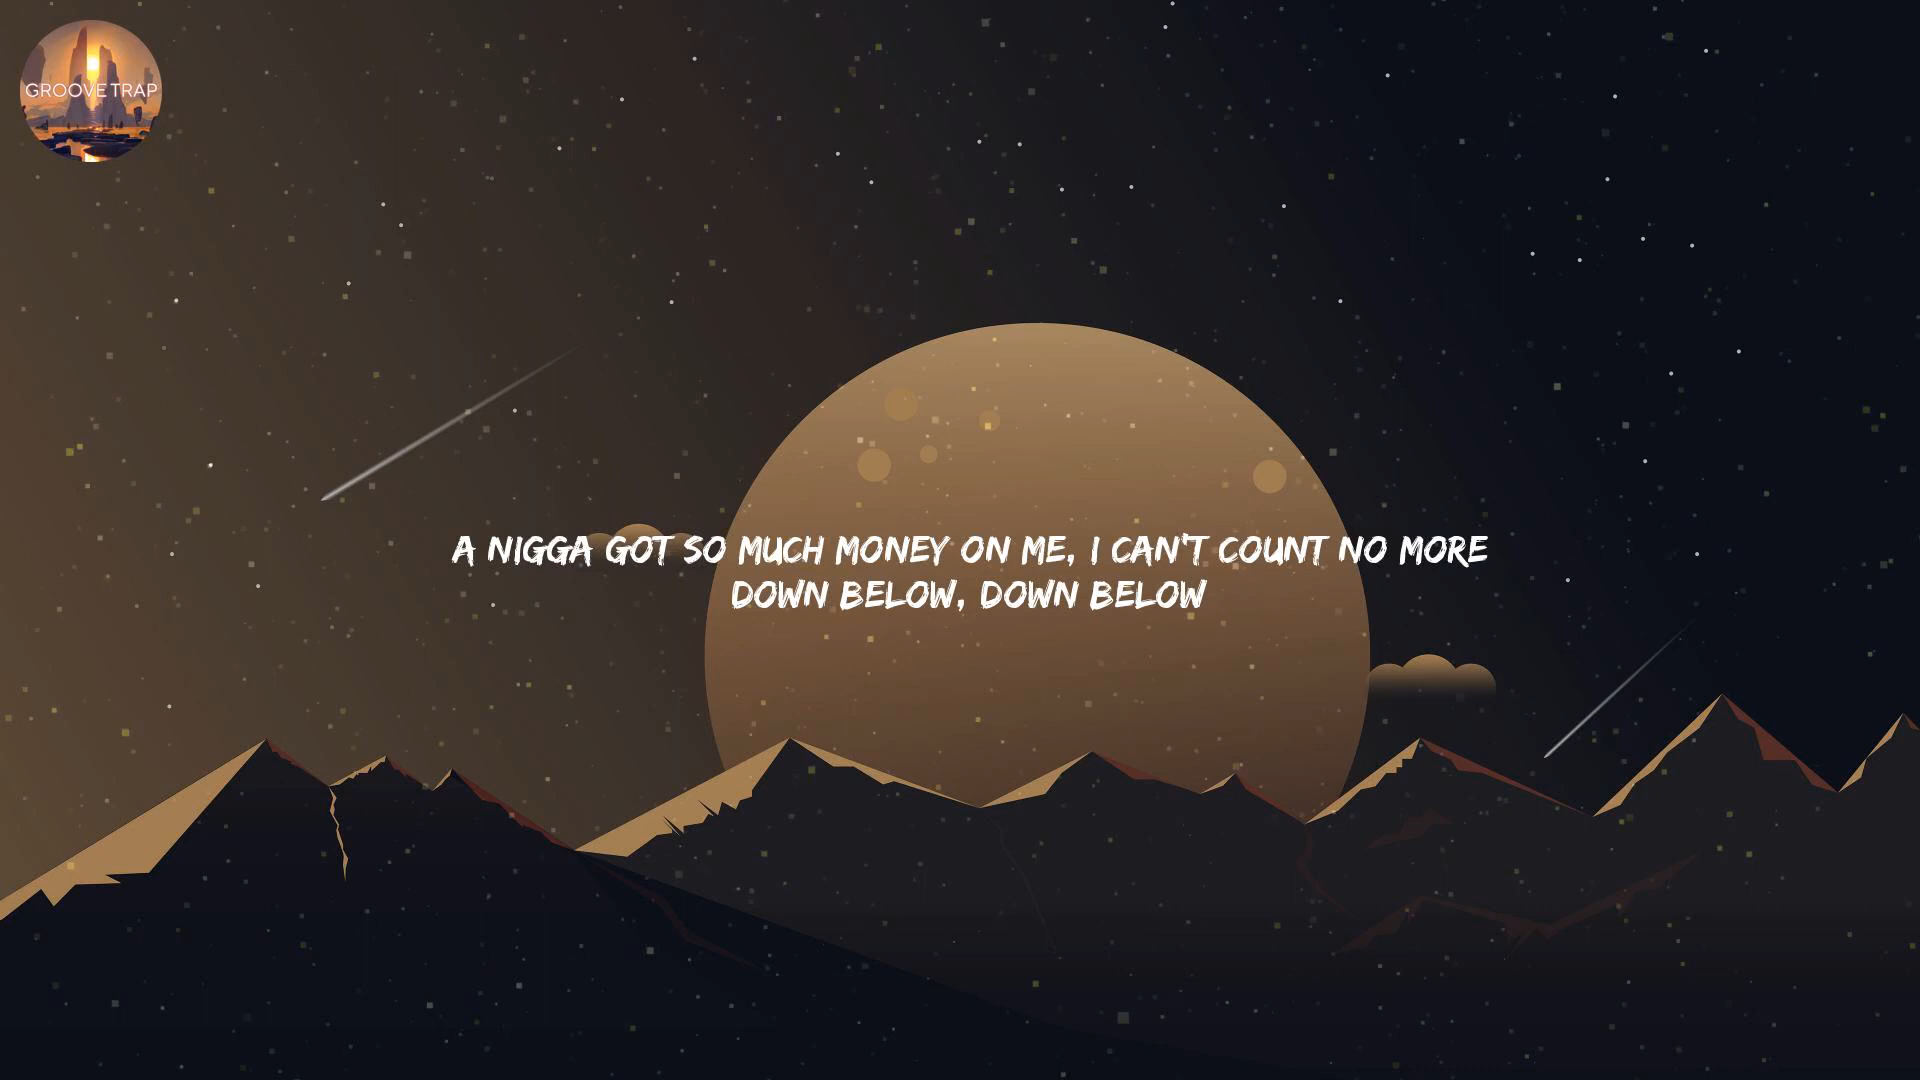 GROOVE TRAP
A NIGGA GOT SO MUCH MONEY ON ME, I CAN'T COUNT NO MORE
DOWN BELOW, DOWN BELOW